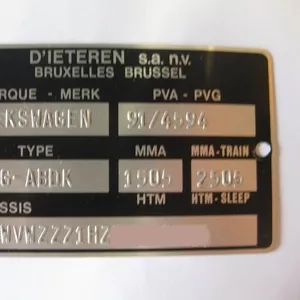 D'IETEREN s.a. n.v.
BRUXELLES BRUSSEL
ARQUE - MERK PVA - PVG
KSWAGEN 91/4594
TYPE MMA MMA-TRAIN
G-ABDK 1505 2505
HTM HTM-SLEEP
SSIS
WVWZZZ1HZ